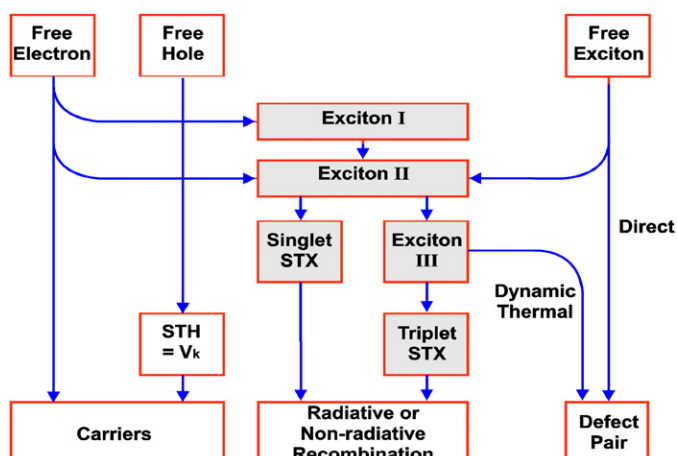 Free
Electron
Free
Hole
Free
Exciton
Exciton I
Exciton II
Singlet
STX
Exciton
III
Direct
Dynamic
Thermal
STH
= Vk
Triplet
STX
Carriers
Radiative or
Non-radiative
Recombination
Defect
Pair